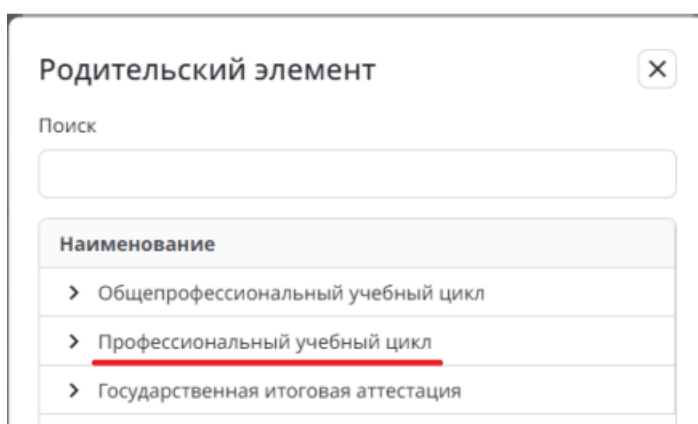 Родительский элемент
Поиск
Наименование
Общепрофессиональный учебный цикл
Профессиональный учебный цикл
Государственная итоговая аттестация